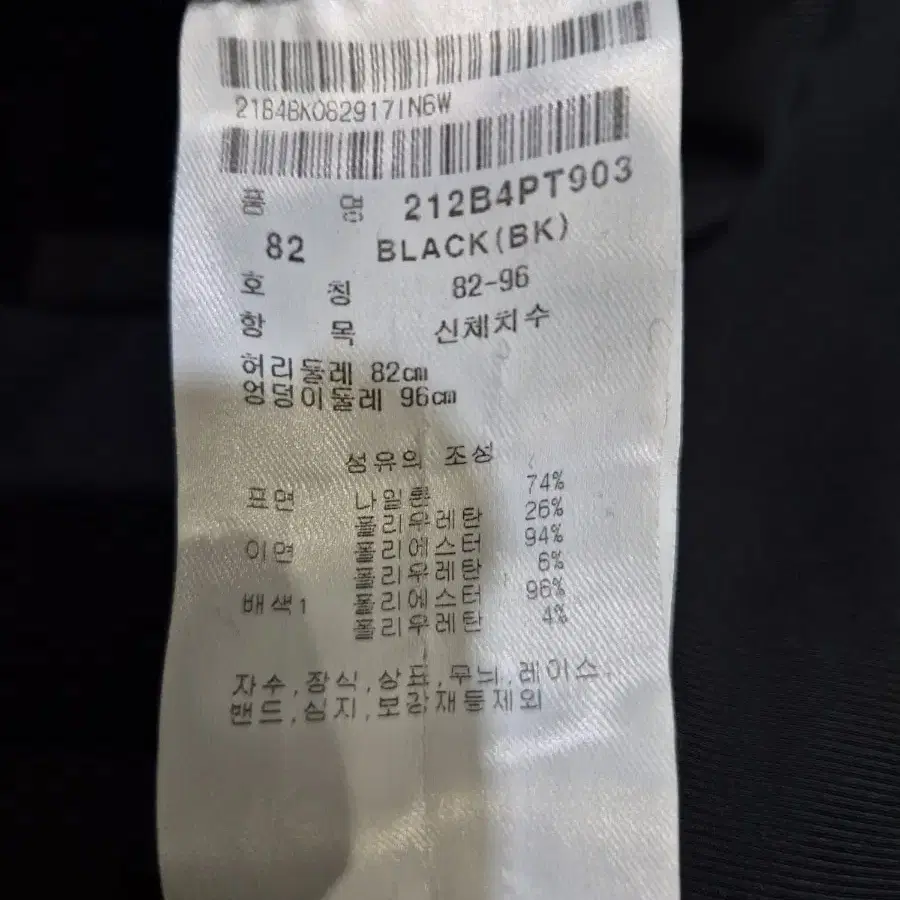 21B4BK0829171N6W
품 명 212B4PT903
82 BLACK(BK)
호 칭 82-96
항 목 신체치수
허리둘레 82㎝
엉덩이둘레 96㎝
섬유의 조성
표면 나일론 74%
폴리우레탄 26%
이면 폴리에스터 94%
폴리우레탄 6%
배색1 폴리에스터 96%
폴리우레탄 4%
자수,장식,상표,무늬,레이스,
밴드,심지,보강재등제외